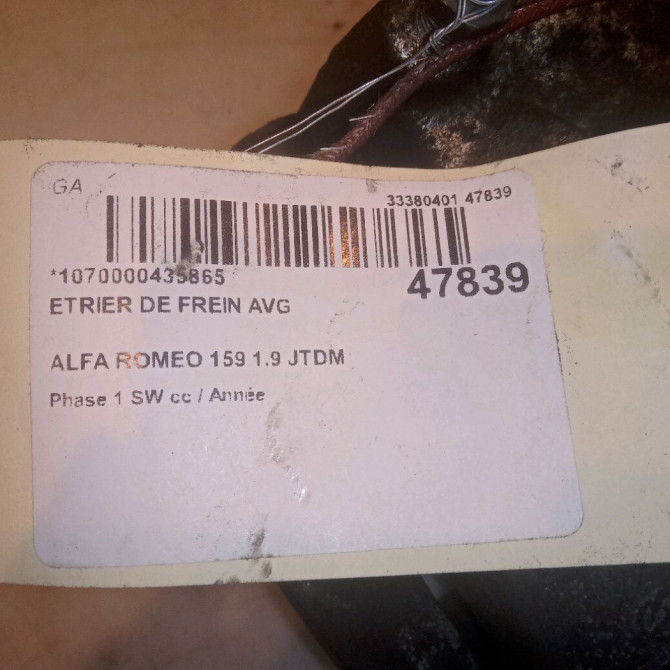 GA
33380401 47839
*1070000435865
47839
ETRIER DE FREIN AVG
ALFA ROMEO 159 1.9 JTDM
Phase 1 SW cc / Année